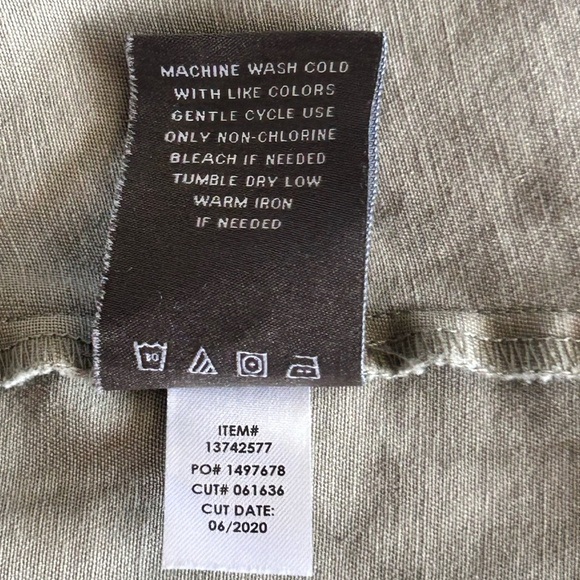 MACHINE WASH COLD
WITH LIKE COLORS
GENTLE CYCLE USE
ONLY NON-CHLORINE
BLEACH IF NEEDED
TUMBLE DRY LOW
WARM IRON
IF NEEDED
30
ITEM#
13742577
PO# 1497678
CUT# 061636
CUT DATE:
06/2020